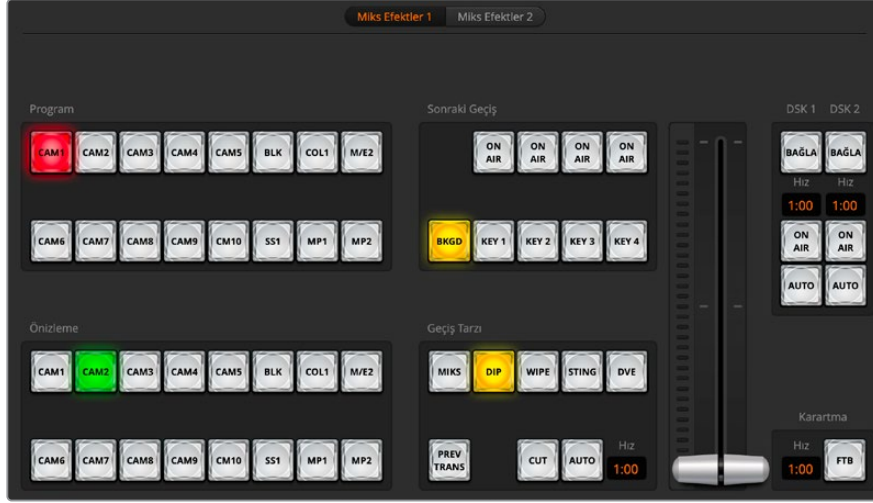 Miks Efektler 1 Miks Efektler 2
Program
CAM1 CAM2 CAM3 CAM4 CAM5 BLK COL1 M/E2
CAM6 CAM7 CAM8 CAM9 CM10 SS1 MP1 MP2
Sonraki Geçiş
ON AIR ON AIR ON AIR ON AIR
BKGD KEY 1 KEY 2 KEY 3 KEY 4
DSK 1 DSK 2
BAĞLA BAĞLA
Hız Hız
1:00 1:00
ON AIR ON AIR
AUTO AUTO
Önizleme
CAM1 CAM2 CAM3 CAM4 CAM5 BLK COL1 M/E2
CAM6 CAM7 CAM8 CAM9 CM10 SS1 MP1 MP2
Geçiş Tarzı
MIKS DIP WIPE STING DVE
PREV TRANS CUT AUTO Hız 1:00
Karartma
Hız
1:00 FTB